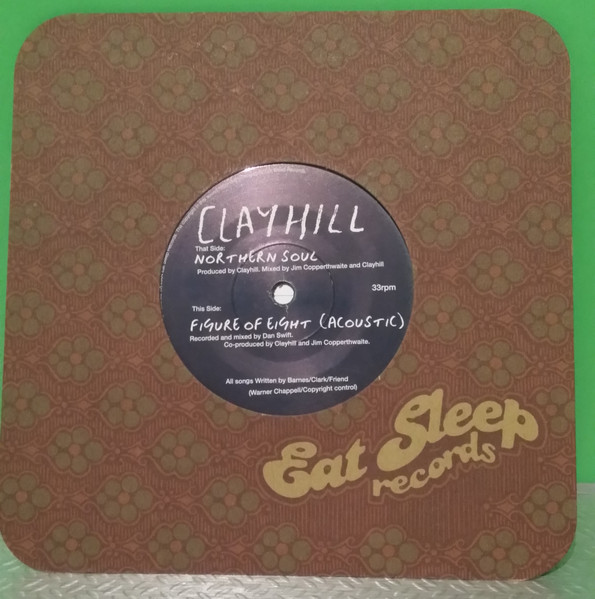 CLAYHILL
That Side:
NORTHERN SOUL
Produced by Clayhill. Mixed by Jim Copperthwaite and Clayhill
33rpm
This Side:
FIGURE OF EIGHT (ACOUSTIC)
Recorded and mixed by Dan Swift.
Co-produced by Clayhill and Jim Copperthwaite.
All songs Written by Barnes/Clark/Friend
(Warner Chappell/Copyright control)
Eat Sleep
records